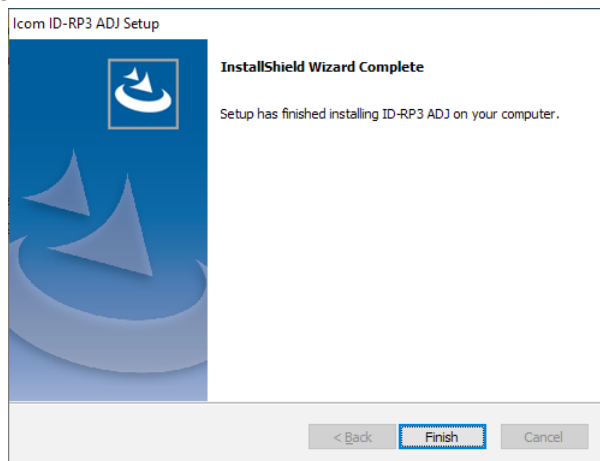 Icom ID-RP3 ADJ Setup
InstallShield Wizard Complete
Setup has finished installing ID-RP3 ADJ on your computer.
< Back
Finish
Cancel